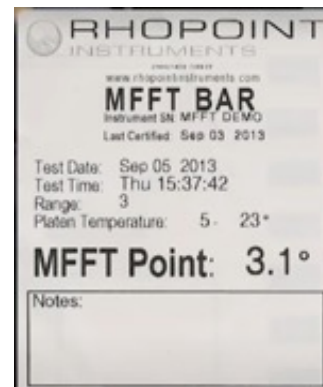 RHOPOINT
INSTRUMENTS
www.rhopointinstruments.com
MFFT BAR
Instrument SN: MFFT DEMO
Last Certified: Sep 03 2013
Test Date: Sep 05 2013
Test Time: Thu 15:37:42
Range: 3
Platen Temperature: 5 - 23°
MFFT Point: 3.1°
Notes: